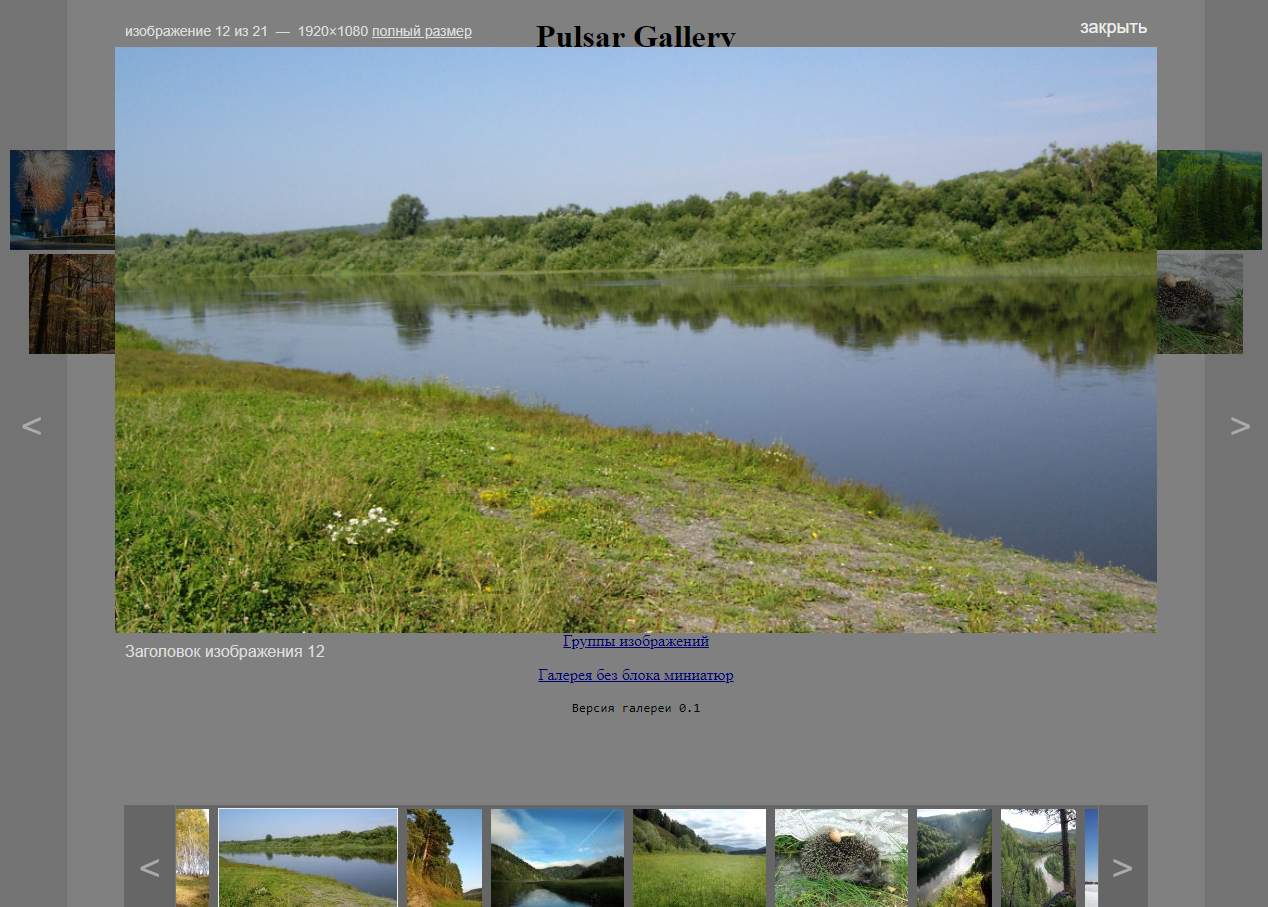 изображение 12 из 21 — 1920×1080 полный размер
Pulsar Gallery
закрыть
<
>
Группы изображений
Заголовок изображения 12
Галерея без блока миниатюр
Версия галереи 0.1
<
>